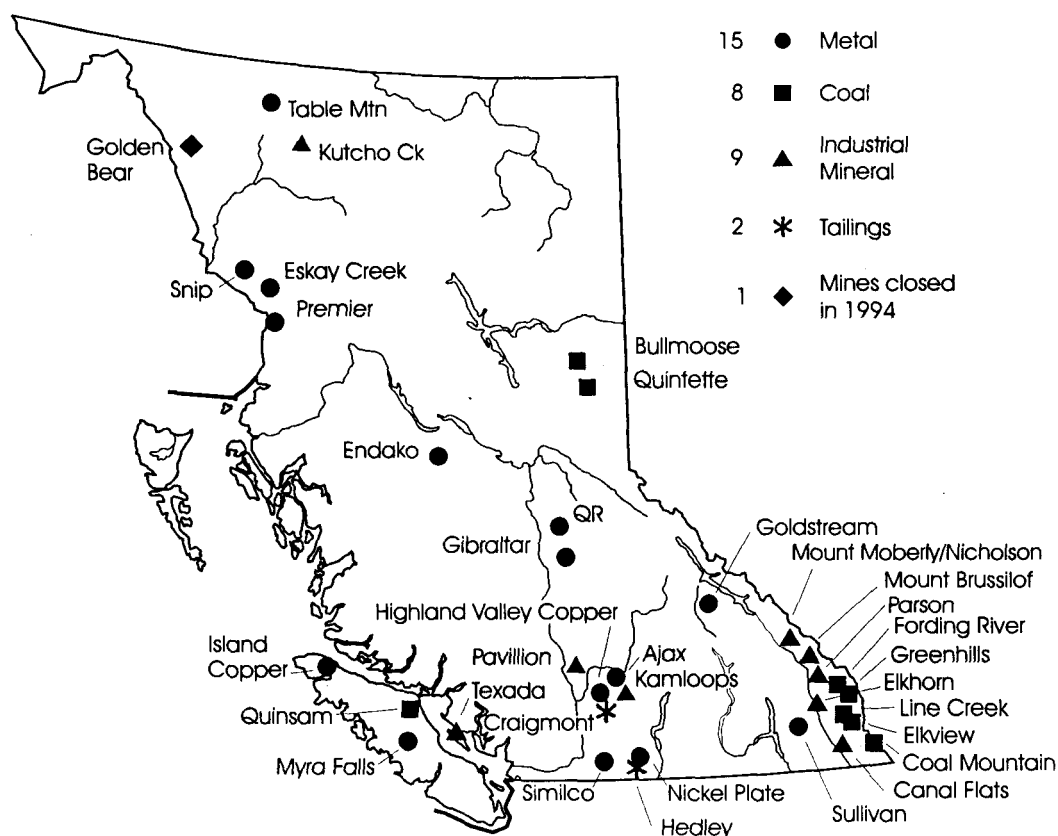 15 Metal
8 Coal
9 Industrial
Mineral
2 Tailings
1 Mines closed
in 1994
Table Mtn
Golden
Bear
Kutcho Ck
Snip
Eskay Creek
Premier
Bullmoose
Quintette
Endako
QR
Gibraltar
Goldstream
Mount Moberly/Nicholson
Mount Brussilof
Parson
Fording River
Greenhills
Elkhorn
Line Creek
Elkview
Coal Mountain
Canal Flats
Sullivan
Highland Valley Copper
Island
Copper
Pavillion
Ajax
Kamloops
Texada
Quinsam
Craigmont
Myra Falls
Similco
Nickel Plate
Hedley